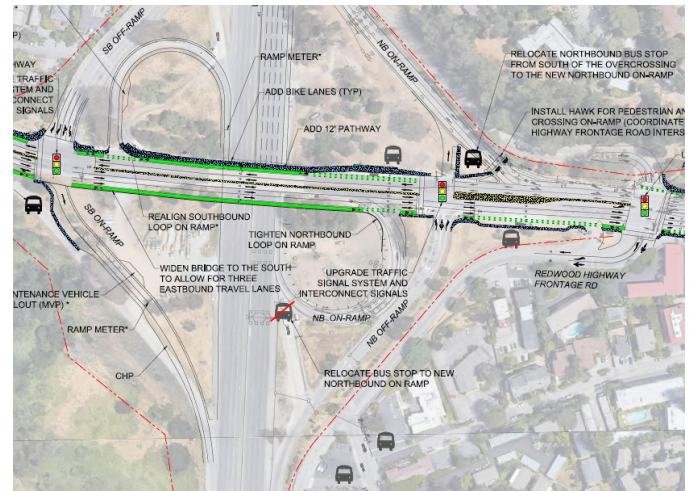 SB OFF-RAMP
HWAY
TRAFFIC
TEM AND
CONNECT
SIGNALS
RAMP METER*
ADD BIKE LANES (TYP)
ADD 12' PATHWAY
NB ON-RAMP
RELOCATE NORTHBOUND BUS STOP
FROM SOUTH OF THE OVERCROSSING
TO THE NEW NORTHBOUND ON-RAMP
INSTALL HAWK FOR PEDESTRIAN AN
CROSSING ON-RAMP (COORDINATE
HIGHWAY FRONTAGE ROAD INTERS
SB ON-RAMP
REALIGN SOUTHBOUND
LOOP ON RAMP*
TIGHTEN NORTHBOUND
LOOP ON RAMP
WIDEN BRIDGE TO THE SOUTH
TO ALLOW FOR THREE
EASTBOUND TRAVEL LANES
UPGRADE TRAFFIC
SIGNAL SYSTEM AND
INTERCONNECT SIGNALS
REDWOOD HIGHWAY
FRONTAGE RD
NTENANCE VEHICLE
LOUT (MVP) *
RAMP METER*
NB ON-RAMP
NB OFF-RAMP
CHP
RELOCATE BUS STOP TO NEW
NORTHBOUND ON RAMP